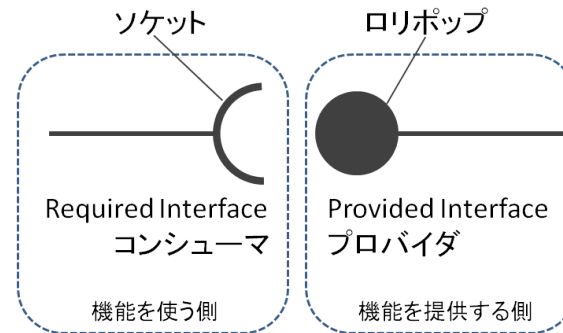 ソケット
ロリポップ
Required Interface
コンシューマ
機能を使う側
Provided Interface
プロバイダ
機能を提供する側